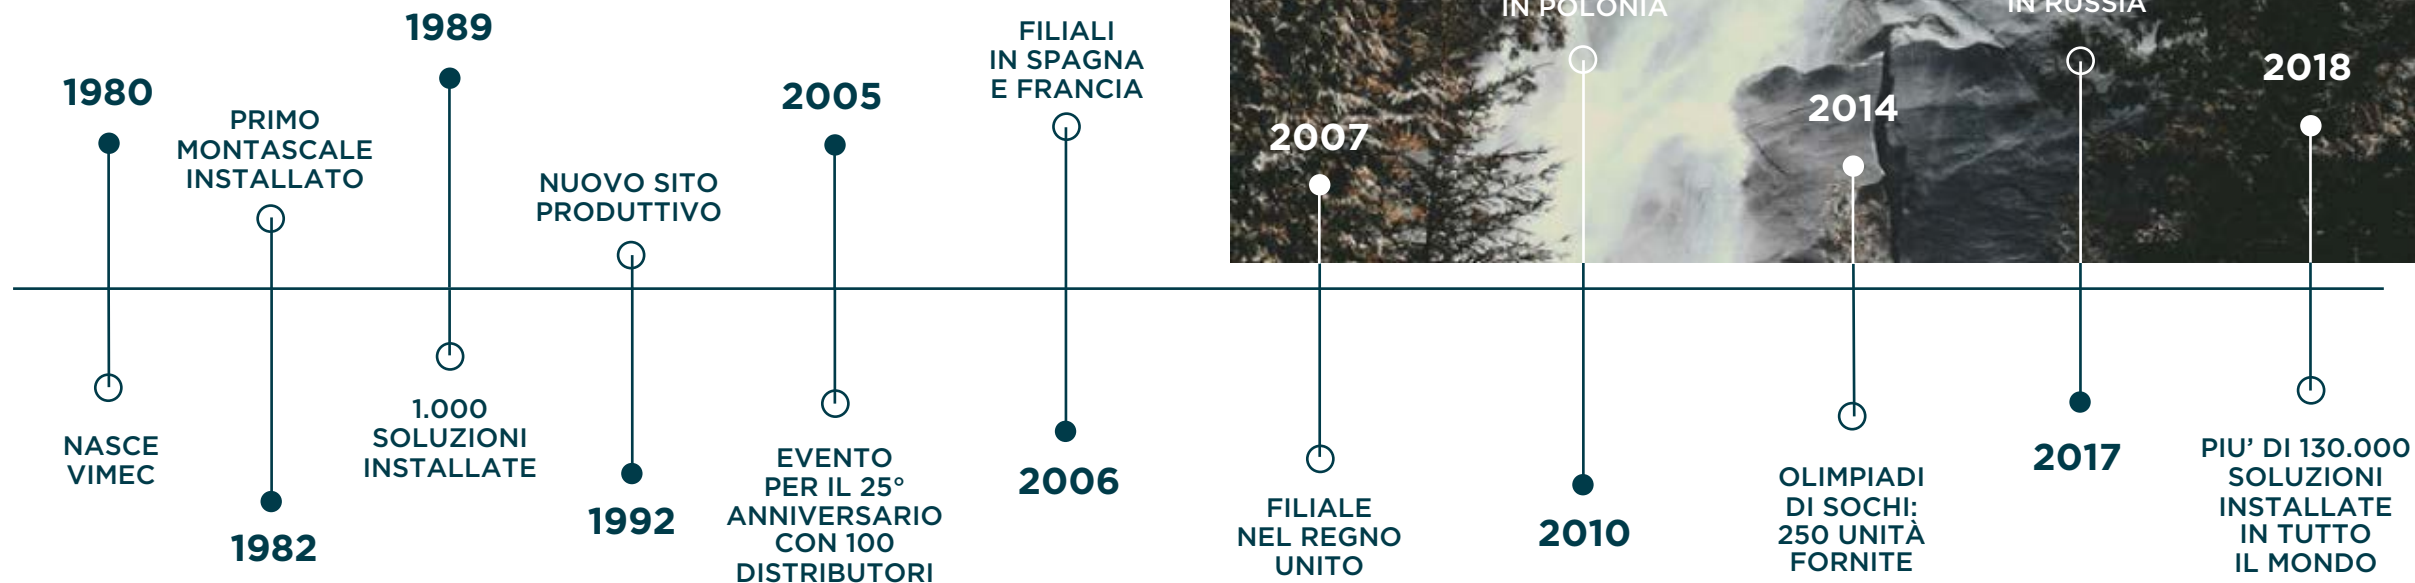 1980
NASCE
VIMEC
PRIMO
MONTASCALE
INSTALLATO
1982
1989
1.000
SOLUZIONI
INSTALLATE
NUOVO SITO
PRODUTTIVO
1992
2005
EVENTO
PER IL 25°
ANNIVERSARIO
CON 100
DISTRIBUTORI
FILIALI
IN SPAGNA
E FRANCIA
2006
2007
FILIALE
NEL REGNO
UNITO
IN POLONIA
2010
2014
OLIMPIADI
DI SOCHI:
250 UNITÀ
FORNITE
IN RUSSIA
2017
2018
PIU' DI 130.000
SOLUZIONI
INSTALLATE
IN TUTTO
IL MONDO